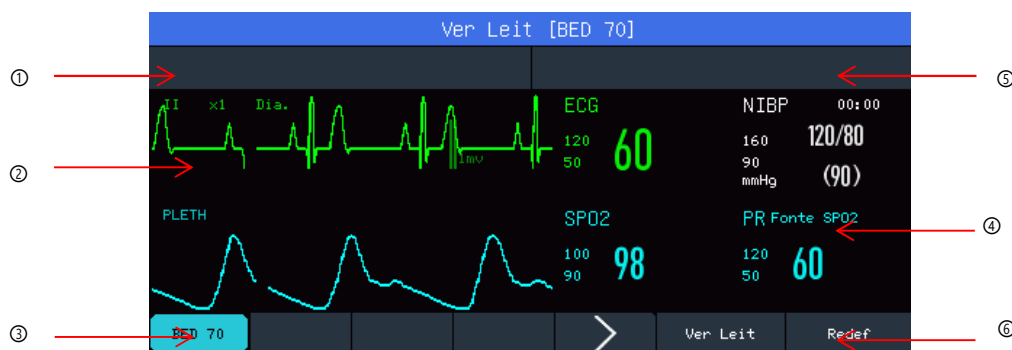 Ver Leit [BED 70]
①
⑤
II x1 Dia.
1mv
②
ECG
120
50
60
NIBP 00:00
160
90
mmHg
120/80
(90)
PLETH
SPO2
100
90
98
PR Fonte SPO2
120
50
60
④
③
BED 70
Ver Leit
Redef
⑥